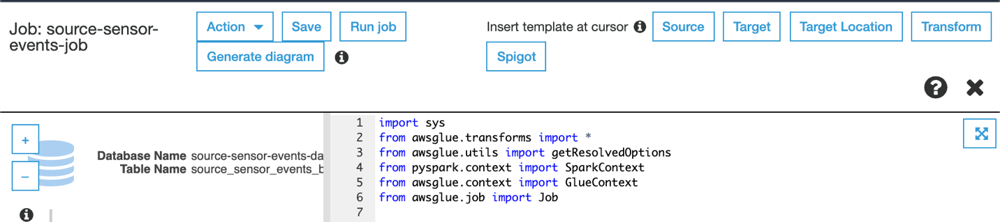 Job: source-sensor-
events-job
Action Save Run job
Generate diagram
Insert template at cursor Source Target Target Location Transform
Spigot
Database Name source-sensor-events-da
Table Name source_sensor_events_b
1 import sys
2 from awsglue.transforms import *
3 from awsglue.utils import getResolvedOptions
4 from pyspark.context import SparkContext
5 from awsglue.context import GlueContext
6 from awsglue.job import Job
7